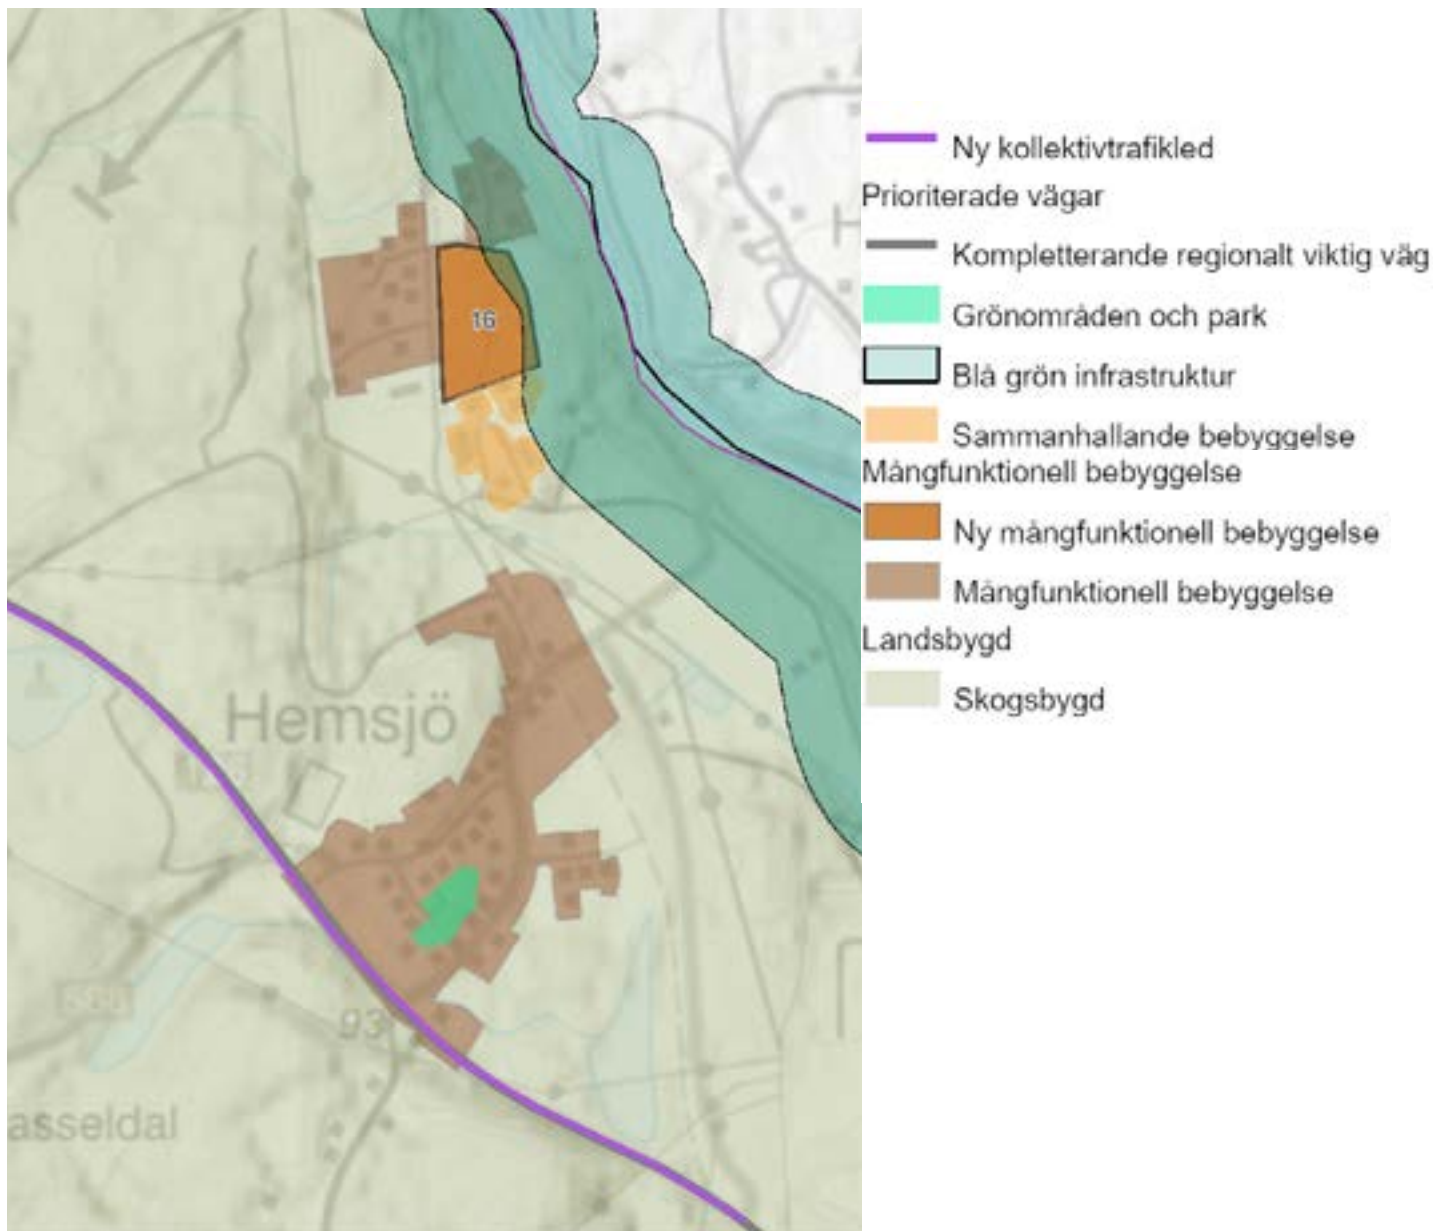 16
Hemsjö
93
asseldal
H
Ny kollektivtrafikled
Prioriterade vägar
Kompletterande regionalt viktig väg
Grönområden och park
Blå grön infrastruktur
Sammanhallande bebyggelse
Mångfunktionell bebyggelse
Ny mångfunktionell bebyggelse
Mångfunktionell bebyggelse
Landsbygd
Skogsbygd